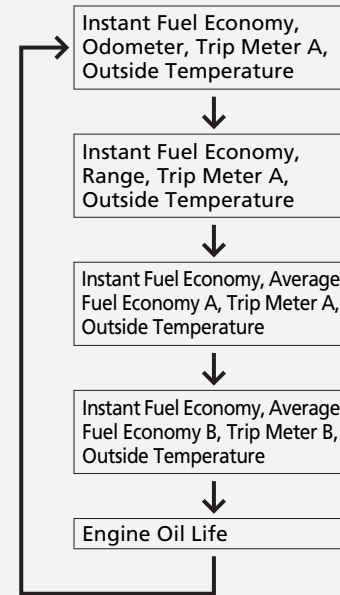 Instant Fuel Economy,
Odometer, Trip Meter A,
Outside Temperature
Instant Fuel Economy,
Range, Trip Meter A,
Outside Temperature
Instant Fuel Economy, Average
Fuel Economy A, Trip Meter A,
Outside Temperature
Instant Fuel Economy, Average
Fuel Economy B, Trip Meter B,
Outside Temperature
Engine Oil Life